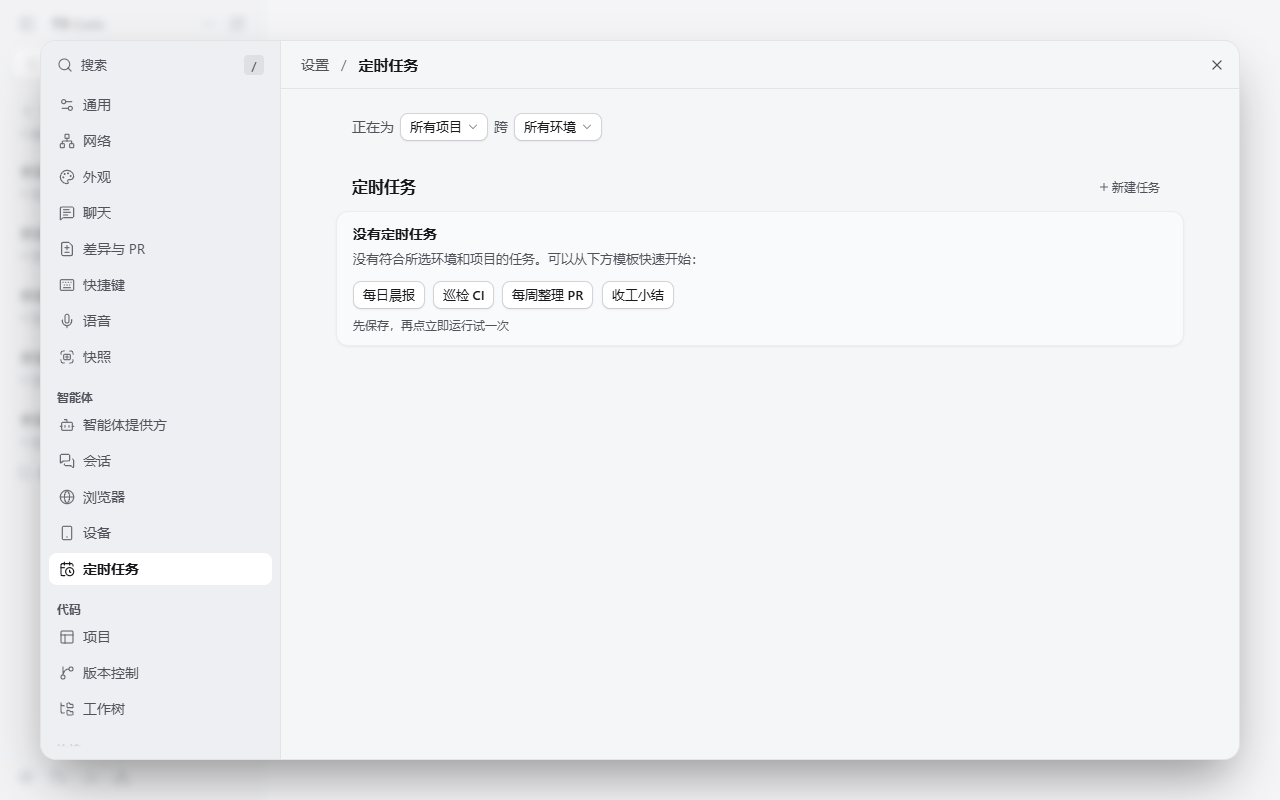 搜索 /
通用
网络
外观
聊天
差异与 PR
快捷键
语音
快照
智能体
智能体提供方
会话
浏览器
设备
定时任务
代码
项目
版本控制
工作树
设置 / 定时任务
正在为 所有项目 跨 所有环境
定时任务
+ 新建任务
没有定时任务
没有符合所选环境和项目的任务。可以从下方模板快速开始：
每日晨报 巡检 CI 每周整理 PR 收工小结
先保存，再点立即运行试一次